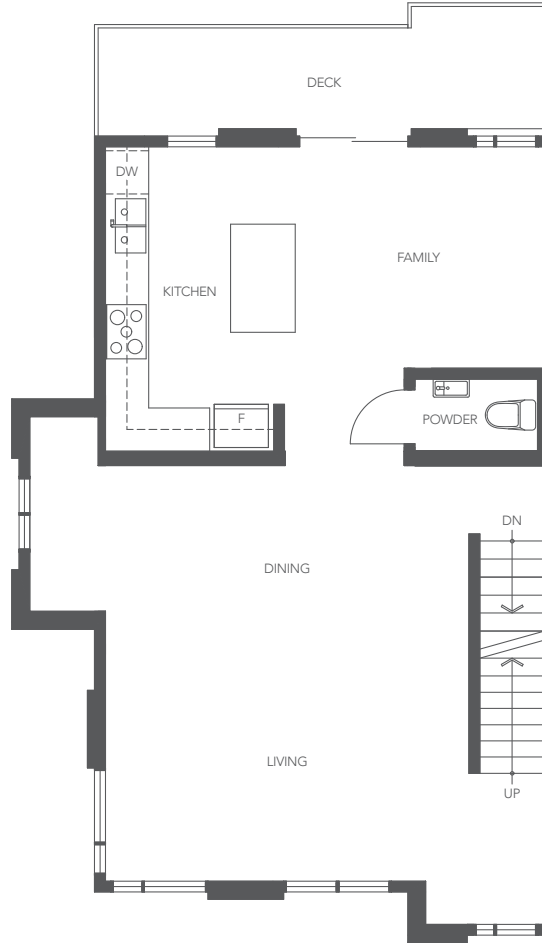 DECK
DW
FAMILY
KITCHEN
F
POWDER
DN
DINING
LIVING
UP